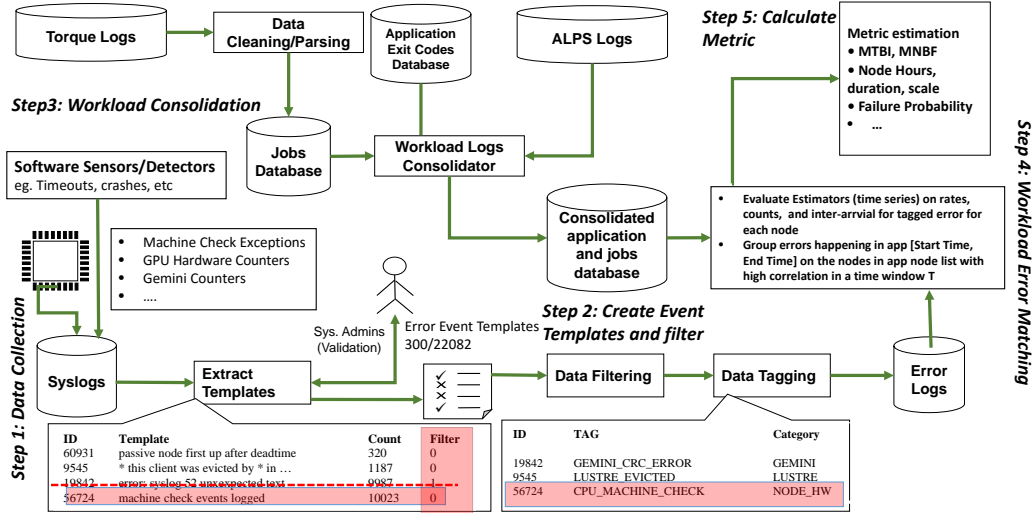 Torque Logs
Data
Cleaning/Parsing
Application
Exit Codes
Database
ALPS Logs
Step 5: Calculate
Metric
Metric estimation
• MTBI, MNBF
• Node Hours,
duration, scale
• Failure Probability
• ...
Step3: Workload Consolidation
Jobs
Database
Workload Logs
Consolidator
Software Sensors/Detectors
eg. Timeouts, crashes, etc
Consolidated
application
and jobs
database
• Evaluate Estimators (time series) on rates,
counts, and inter-arrvial for tagged error for
each node
• Group errors happening in app [Start Time,
End Time] on the nodes in app node list with
high correlation in a time window T
Step 4: Workload Error Matching
• Machine Check Exceptions
• GPU Hardware Counters
• Gemini Counters
• ....
Step 1: Data Collection
Sys. Admins
(Validation)
Error Event Templates
300/22082
Step 2: Create Event
Templates and filter
Syslogs
Extract
Templates
Data Filtering
Data Tagging
Error
Logs
ID Template Count Filter
60931 passive node first up after deadtime 320 0
9545 * this client was evicted by * in ... 1187 0
19842 error: syslog 52 unexpected text 9987 1
56724 machine check events logged 10023 0
ID TAG Category
19842 GEMINI_CRC_ERROR GEMINI
9545 LUSTRE_EVICTED LUSTRE
56724 CPU_MACHINE_CHECK NODE_HW